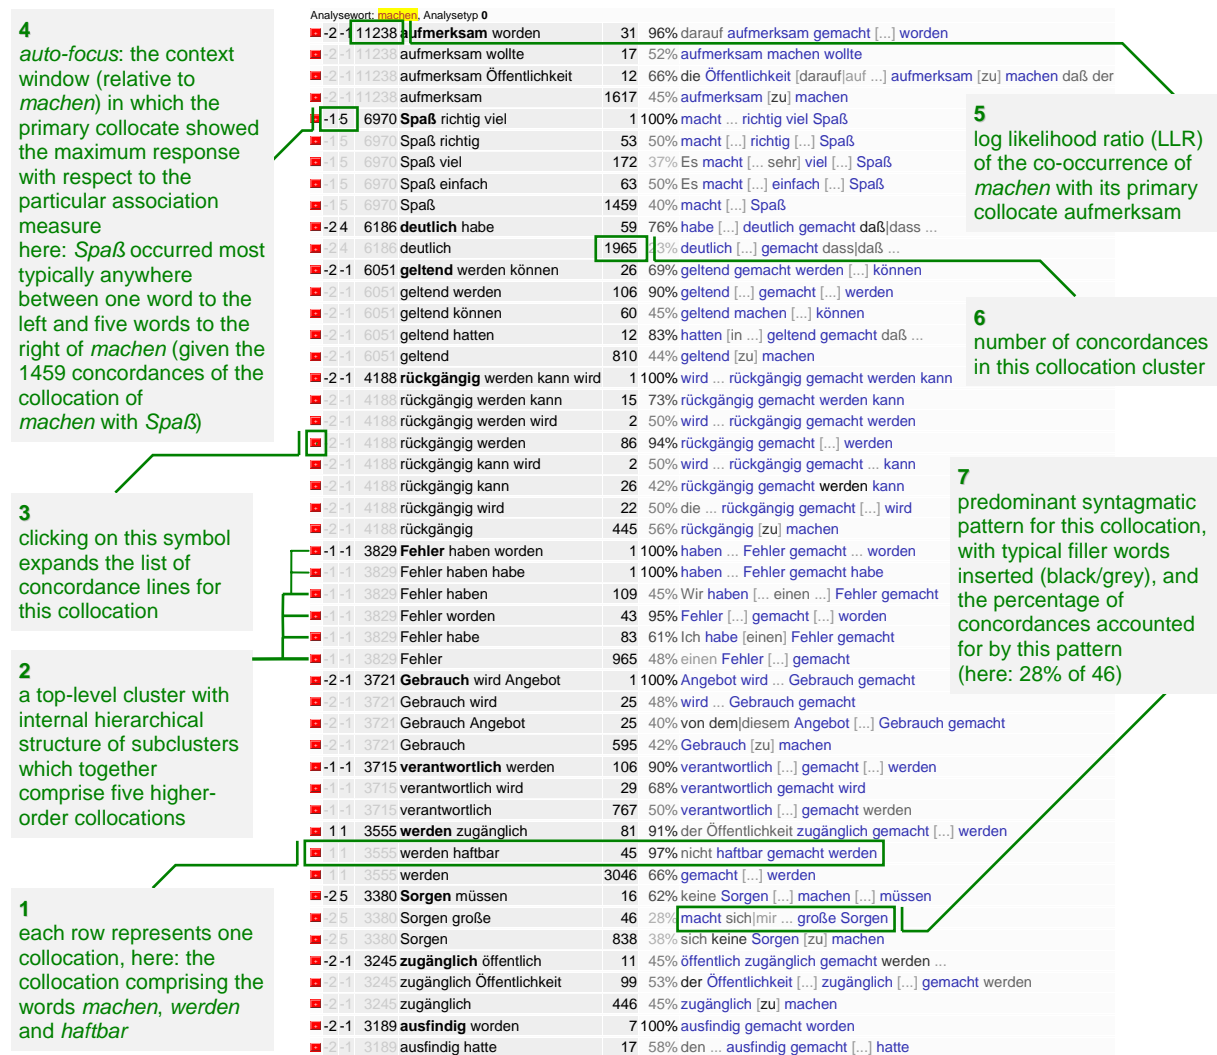 Analysewort: machen, Analysetyp 0
4
auto-focus: the context
window (relative to
machen) in which the
primary collocate showed
the maximum response
with respect to the
particular association
measure
here: Spaß occurred most
typically anywhere
between one word to the
left and five words to the
right of machen (given the
1459 concordances of the
collocation of
machen with Spaß)
3
clicking on this symbol
expands the list of
concordance lines for
this collocation
2
a top-level cluster with
internal hierarchical
structure of subclusters
which together
comprise five higher-
order collocations
1
each row represents one
collocation, here: the
collocation comprising the
words machen, werden
and haftbar
-2 -1 11238 aufmerksam worden 31 96% darauf aufmerksam gemacht [...] worden
-2 -1 11238 aufmerksam wollte 17 52% aufmerksam machen wollte
-2 -1 11238 aufmerksam Öffentlichkeit 12 66% die Öffentlichkeit [darauf|auf ...] aufmerksam [zu] machen daß der
-2 -1 11238 aufmerksam 1617 45% aufmerksam [zu] machen
-1 5 6970 Spaß richtig viel 1 100% macht ... richtig viel Spaß
-1 5 6970 Spaß richtig 53 50% macht [...] richtig [...] Spaß
-1 5 6970 Spaß viel 172 37% Es macht [... sehr] viel [...] Spaß
-1 5 6970 Spaß einfach 63 50% Es macht [...] einfach [...] Spaß
-1 5 6970 Spaß 1459 40% macht [...] Spaß
-2 4 6186 deutlich habe 59 76% habe [...] deutlich gemacht daß|dass ...
-2 4 6186 deutlich 1965 23% deutlich [...] gemacht dass|daß ...
-2 -1 6051 geltend werden können 26 69% geltend gemacht werden [...] können
-2 -1 6051 geltend werden 106 90% geltend [...] gemacht [...] werden
-2 -1 6051 geltend können 60 45% geltend machen [...] können
-2 -1 6051 geltend hatten 12 83% hatten [in ...] geltend gemacht daß ...
-2 -1 6051 geltend 810 44% geltend [zu] machen
-2 -1 4188 rückgängig werden kann wird 1 100% wird ... rückgängig gemacht werden kann
-2 -1 4188 rückgängig werden kann 15 73% rückgängig gemacht werden kann
-2 -1 4188 rückgängig werden wird 2 50% wird ... rückgängig gemacht werden
-2 -1 4188 rückgängig werden 86 94% rückgängig gemacht [...] werden
-2 -1 4188 rückgängig kann wird 2 50% wird ... rückgängig gemacht ... kann
-2 -1 4188 rückgängig kann 26 42% rückgängig gemacht werden kann
-2 -1 4188 rückgängig wird 22 50% die ... rückgängig gemacht [...] wird
-2 -1 4188 rückgängig 445 56% rückgängig [zu] machen
-1 -1 3829 Fehler haben worden 1 100% haben ... Fehler gemacht ... worden
-1 -1 3829 Fehler haben habe 1 100% haben ... Fehler gemacht habe
-1 -1 3829 Fehler haben 109 45% Wir haben [... einen ...] Fehler gemacht
-1 -1 3829 Fehler worden 43 95% Fehler [...] gemacht [...] worden
-1 -1 3829 Fehler habe 83 61% Ich habe [einen] Fehler gemacht
-1 -1 3829 Fehler 965 48% einen Fehler [...] gemacht
-2 -1 3721 Gebrauch wird Angebot 1 100% Angebot wird ... Gebrauch gemacht
-2 -1 3721 Gebrauch wird 25 48% wird ... Gebrauch gemacht
-2 -1 3721 Gebrauch Angebot 25 40% von dem|diesem Angebot [...] Gebrauch gemacht
-2 -1 3721 Gebrauch 595 42% Gebrauch [zu] machen
-1 -1 3715 verantwortlich werden 106 90% verantwortlich [...] gemacht [...] werden
-1 -1 3715 verantwortlich wird 29 68% verantwortlich gemacht wird
-1 -1 3715 verantwortlich 767 50% verantwortlich [...] gemacht werden
1 1 3555 werden zugänglich 81 91% der Öffentlichkeit zugänglich gemacht [...] werden
1 1 3555 werden haftbar 45 97% nicht haftbar gemacht werden
1 1 3555 werden 3046 66% gemacht [...] werden
-2 5 3380 Sorgen müssen 16 62% keine Sorgen [...] machen [...] müssen
-2 5 3380 Sorgen große 46 28% macht sich|mir ... große Sorgen
-2 5 3380 Sorgen 838 38% sich keine Sorgen [zu] machen
-2 -1 3245 zugänglich öffentlich 11 45% öffentlich zugänglich gemacht werden ...
-2 -1 3245 zugänglich Öffentlichkeit 99 53% der Öffentlichkeit [...] zugänglich [...] gemacht werden
-2 -1 3245 zugänglich 446 45% zugänglich [zu] machen
-2 -1 3189 ausfindig worden 7 100% ausfindig gemacht worden
-2 -1 3189 ausfindig hatte 17 58% den ... ausfindig gemacht [...] hatte
5
log likelihood ratio (LLR)
of the co-occurrence of
machen with its primary
collocate aufmerksam
6
number of concordances
in this collocation cluster
7
predominant syntagmatic
pattern for this collocation,
with typical filler words
inserted (black/grey), and
the percentage of
concordances accounted
for by this pattern
(here: 28% of 46)